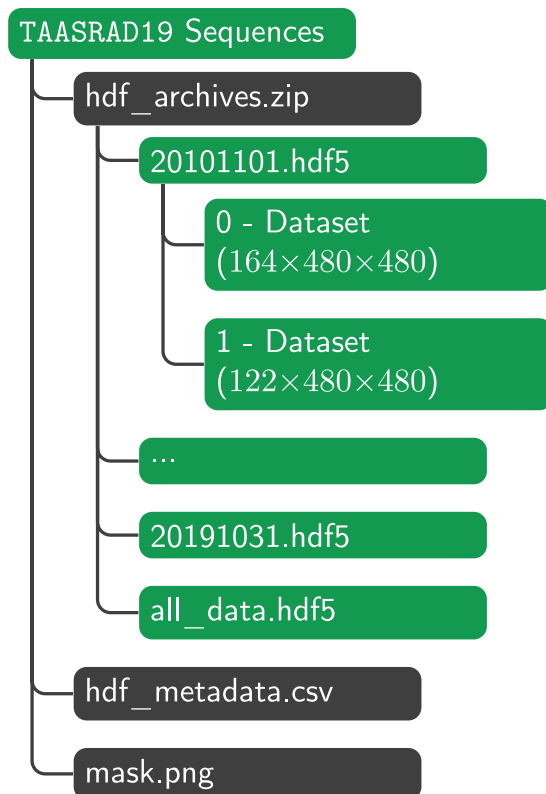 TAASRAD19 Sequences
hdf_archives.zip
20101101.hdf5
0 - Dataset
(164×480×480)
1 - Dataset
(122×480×480)
...
20191031.hdf5
all_data.hdf5
hdf_metadata.csv
mask.png